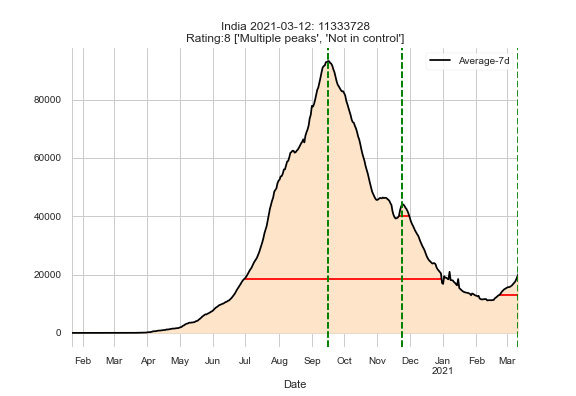 India 2021-03-12: 11333728
Rating:8 ['Multiple peaks', 'Not in control']
Average-7d
80000
60000
40000
20000
0
Feb Mar Apr May Jun Jul Aug Sep Oct Nov Dec Jan Feb Mar
2021
Date